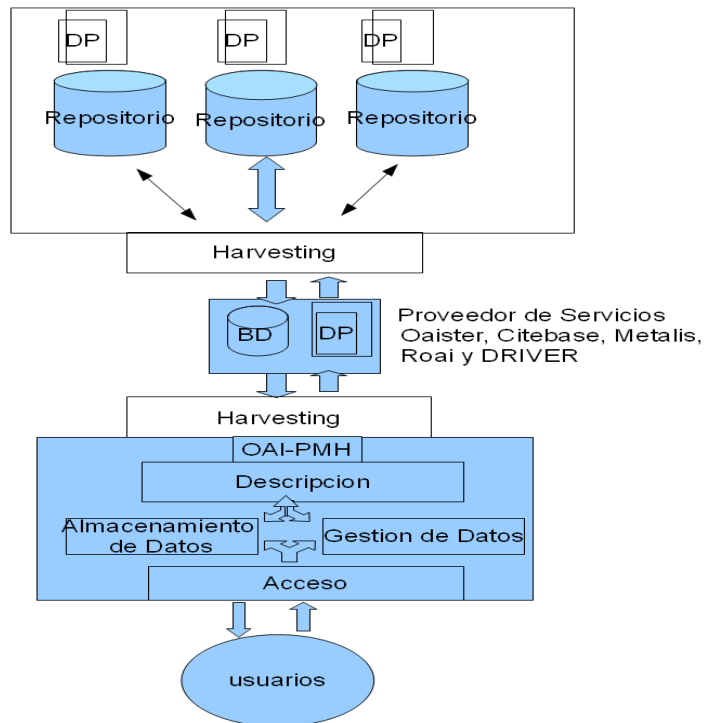 DP
DP
DP
Repositorio
Repositorio
Repositorio
Harvesting
BD
DP
Proveedor de Servicios
Oaister, Citebase, Metalis,
Roai y DRIVER
Harvesting
OAI-PMH
Descripcion
Almacenamiento
de Datos
Gestion de Datos
Acceso
usuarios